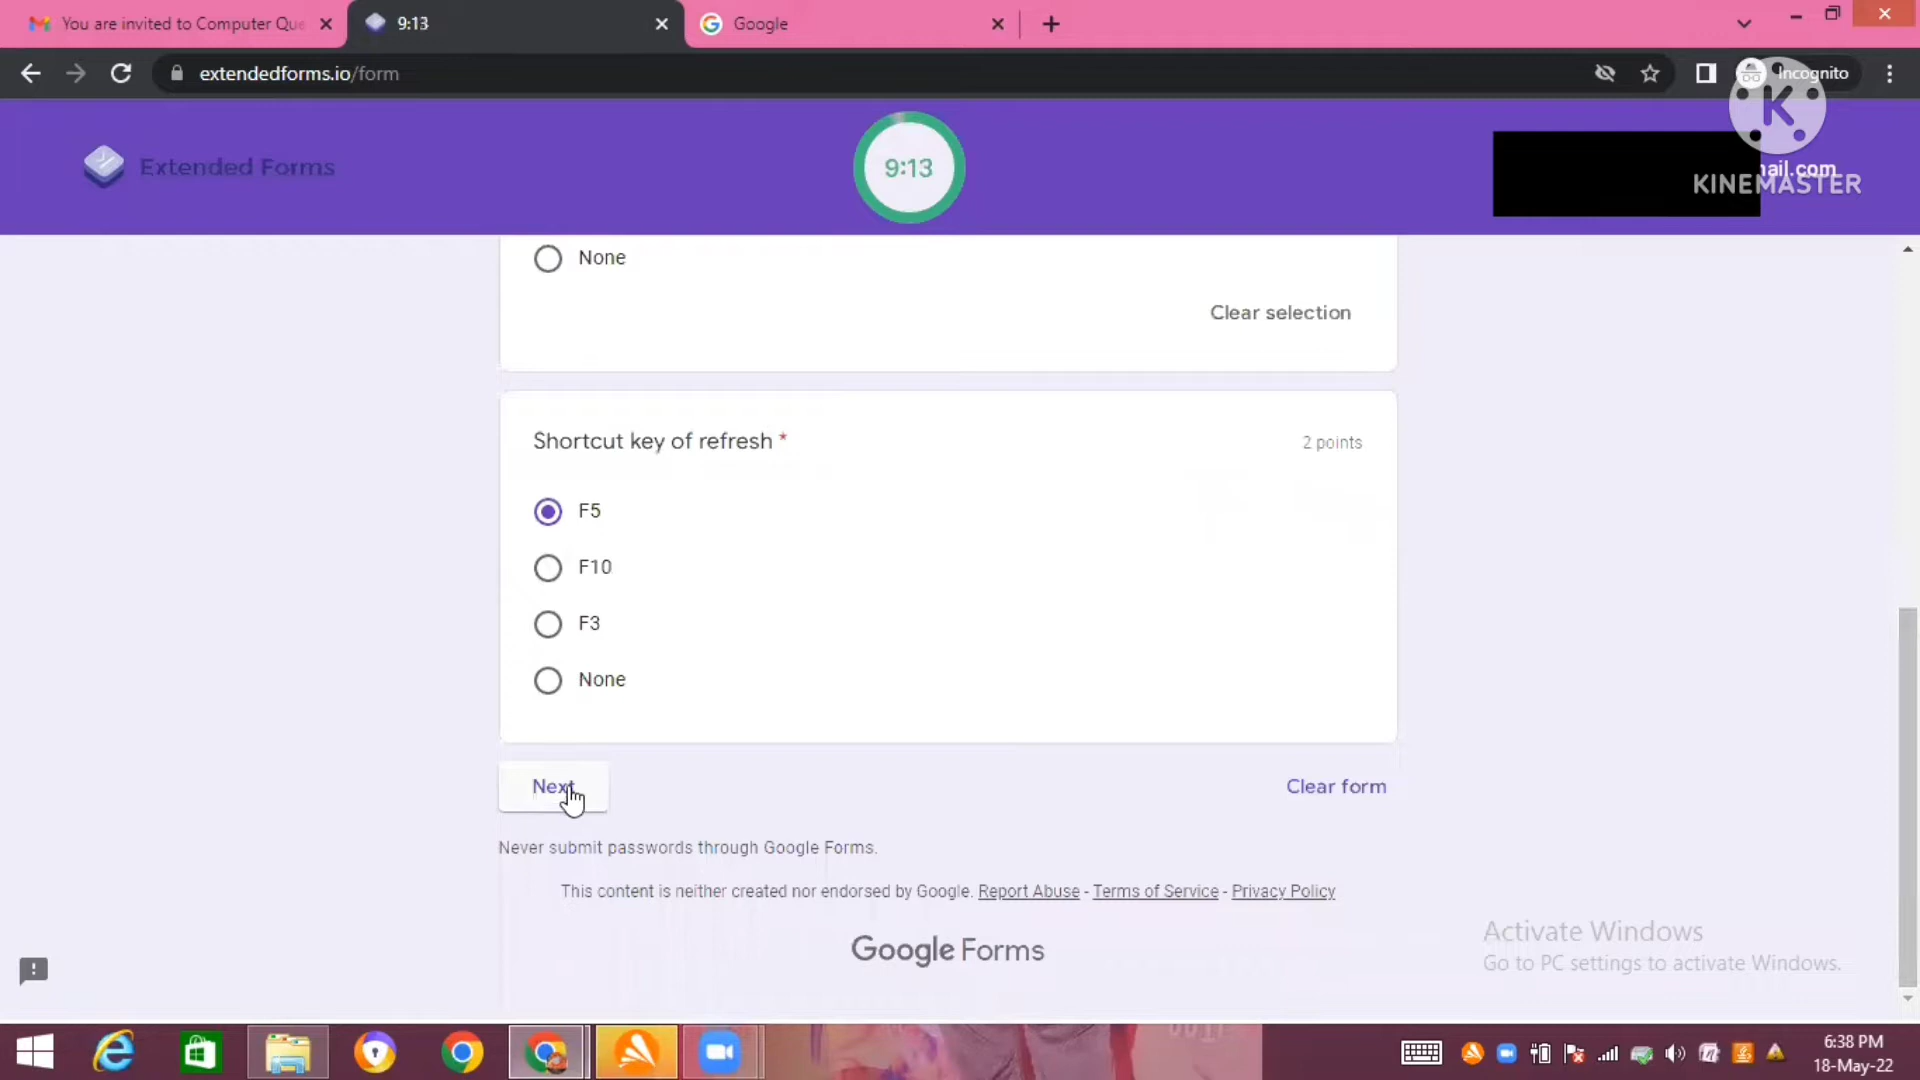 You are invited to Computer Que
9:13
Google
extendedforms.io/form
Incognito
K
Extended Forms
9:13
ail.com
KINEMASTER
None
Clear selection
Shortcut key of refresh *
2 points
F5
F10
F3
None
Next
Clear form
Never submit passwords through Google Forms.
This content is neither created nor endorsed by Google. Report Abuse - Terms of Service - Privacy Policy
Google Forms
Activate Windows
Go to PC settings to activate Windows.
6:38 PM
18-May-22